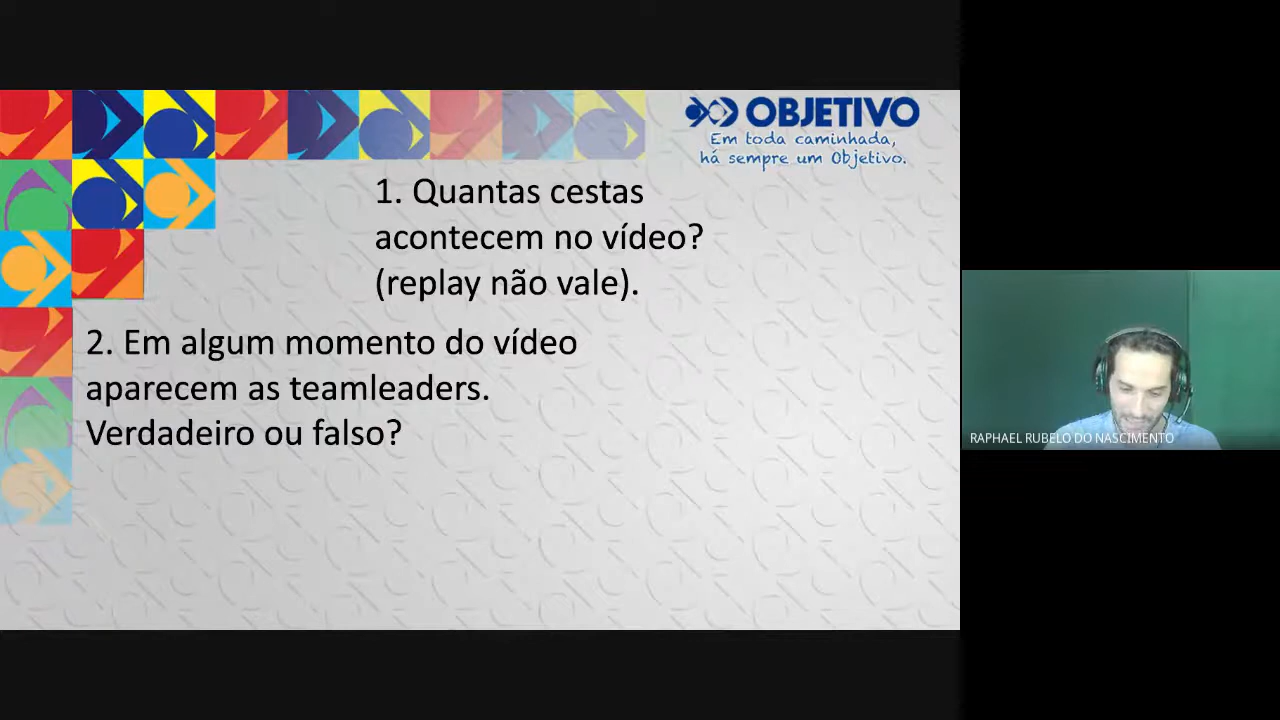 OBJETIVO
Em toda caminhada,
há sempre um Objetivo.
1. Quantas cestas
acontecem no vídeo?
(replay não vale).
2. Em algum momento do vídeo
aparecem as teamleaders.
Verdadeiro ou falso?
RAPHAEL RUBELO DO NASCIMENTO